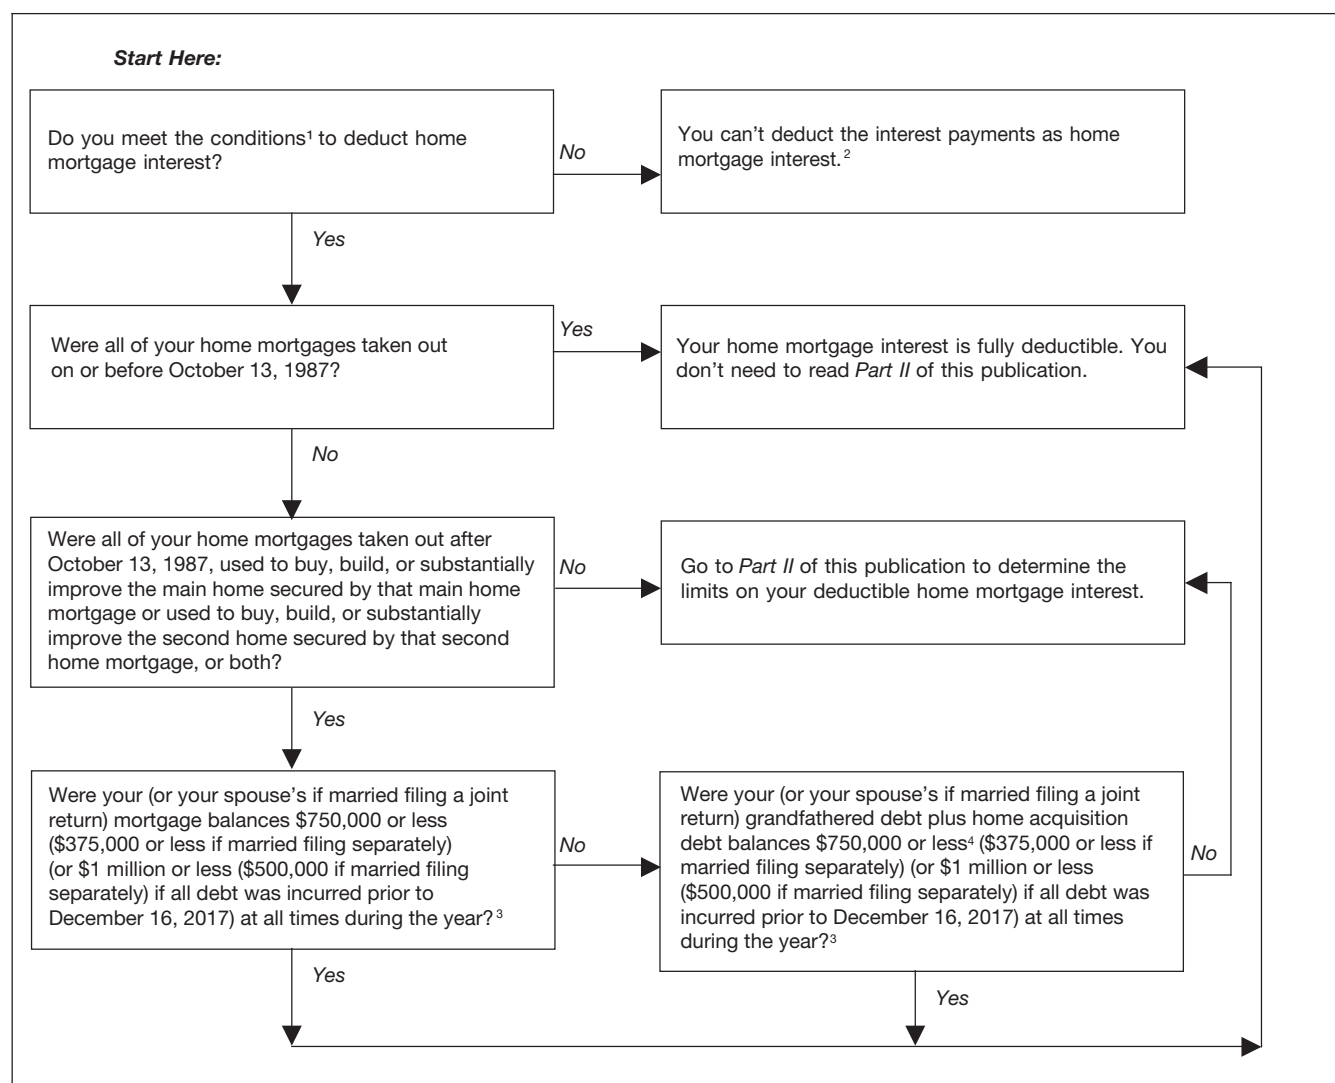 Start Here:
Do you meet the conditions¹ to deduct home
mortgage interest?
No
You can't deduct the interest payments as home
mortgage interest.²
Yes
Were all of your home mortgages taken out
on or before October 13, 1987?
Yes
Your home mortgage interest is fully deductible. You
don't need to read Part II of this publication.
No
Were all of your home mortgages taken out after
October 13, 1987, used to buy, build, or substantially
improve the main home secured by that main home
mortgage or used to buy, build, or substantially
improve the second home secured by that second
home mortgage, or both?
No
Go to Part II of this publication to determine the
limits on your deductible home mortgage interest.
Yes
Were your (or your spouse's if married filing a joint
return) mortgage balances $750,000 or less
($375,000 or less if married filing separately)
(or $1 million or less ($500,000 if married filing
separately) if all debt was incurred prior to
December 16, 2017) at all times during the year?³
No
Were your (or your spouse's if married filing a joint
return) grandfathered debt plus home acquisition
debt balances $750,000 or less⁴ ($375,000 or less if
married filing separately) (or $1 million or less
($500,000 if married filing separately) if all debt was
incurred prior to December 16, 2017) at all times
during the year?³
No
Yes
Yes